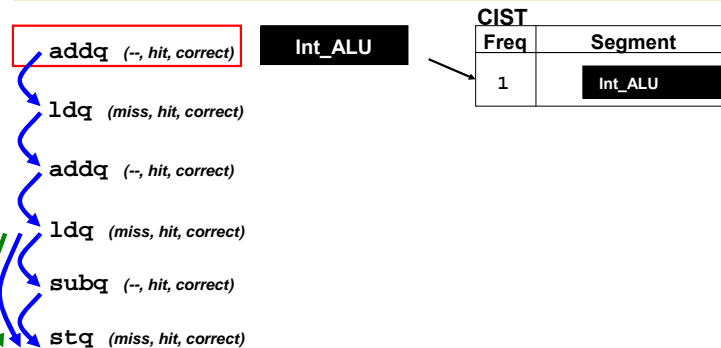 addq (--, hit, correct)
Int_ALU
CIST
Freq Segment
1 Int_ALU
ldq (miss, hit, correct)
addq (--, hit, correct)
ldq (miss, hit, correct)
subq (--, hit, correct)
stq (miss, hit, correct)